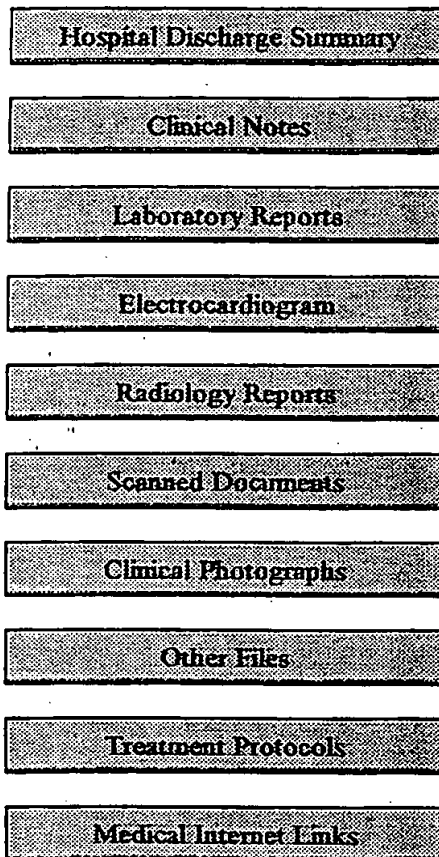 Hospital Discharge Summary
Clinical Notes
Laboratory Reports
Electrocardiogram
Radiology Reports
Scanned Documents
Clinical Photographs
Other Files
Treatment Protocols
Medical Internet Links